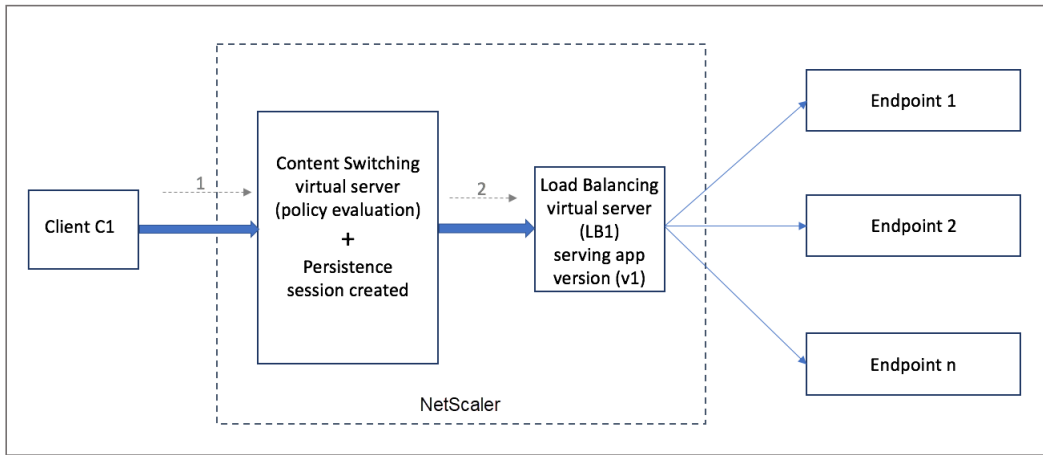 Client C1
1
Content Switching
virtual server
(policy evaluation)
+
Persistence
session created
2
Load Balancing
virtual server
(LB1)
serving app
version (v1)
Endpoint 1
Endpoint 2
Endpoint n
NetScaler